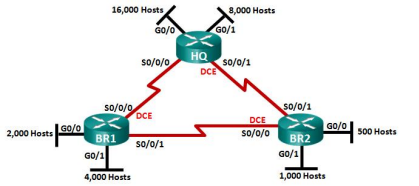 16,000 Hosts
8,000 Hosts
G0/0
G0/1
HQ
S0/0/0
S0/0/1
DCE
S0/0/0
DCE
2,000 Hosts
G0/0
BR1
S0/0/1
G0/1
4,000 Hosts
S0/0/1
DCE
S0/0/0
BR2
G0/0
500 Hosts
G0/1
1,000 Hosts